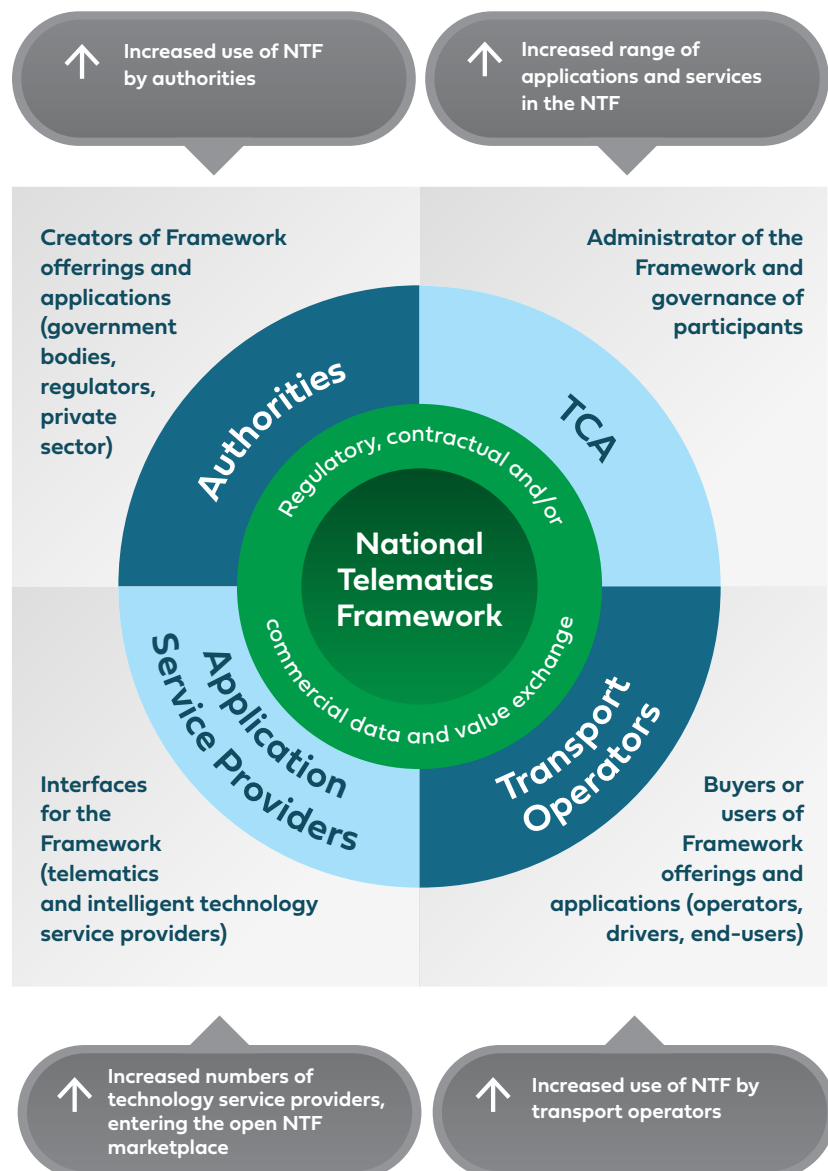 Increased use of NTF
by authorities
Increased range of
applications and services
in the NTF
Creators of Framework
offerrings and
applications
(government
bodies,
regulators,
private
sector)
Administrator of the
Framework and
governance of
participants
Authorities
TCA
Regulatory, contractual and/or
National
Telematics
Framework
commercial data and value exchange
Application
Service Providers
Transport
Operators
Interfaces
for the
Framework
(telematics
and intelligent technology
service providers)
Buyers or
users of
Framework
offerings and
applications (operators,
drivers, end-users)
Increased numbers of
technology service providers,
entering the open NTF
marketplace
Increased use of NTF by
transport operators